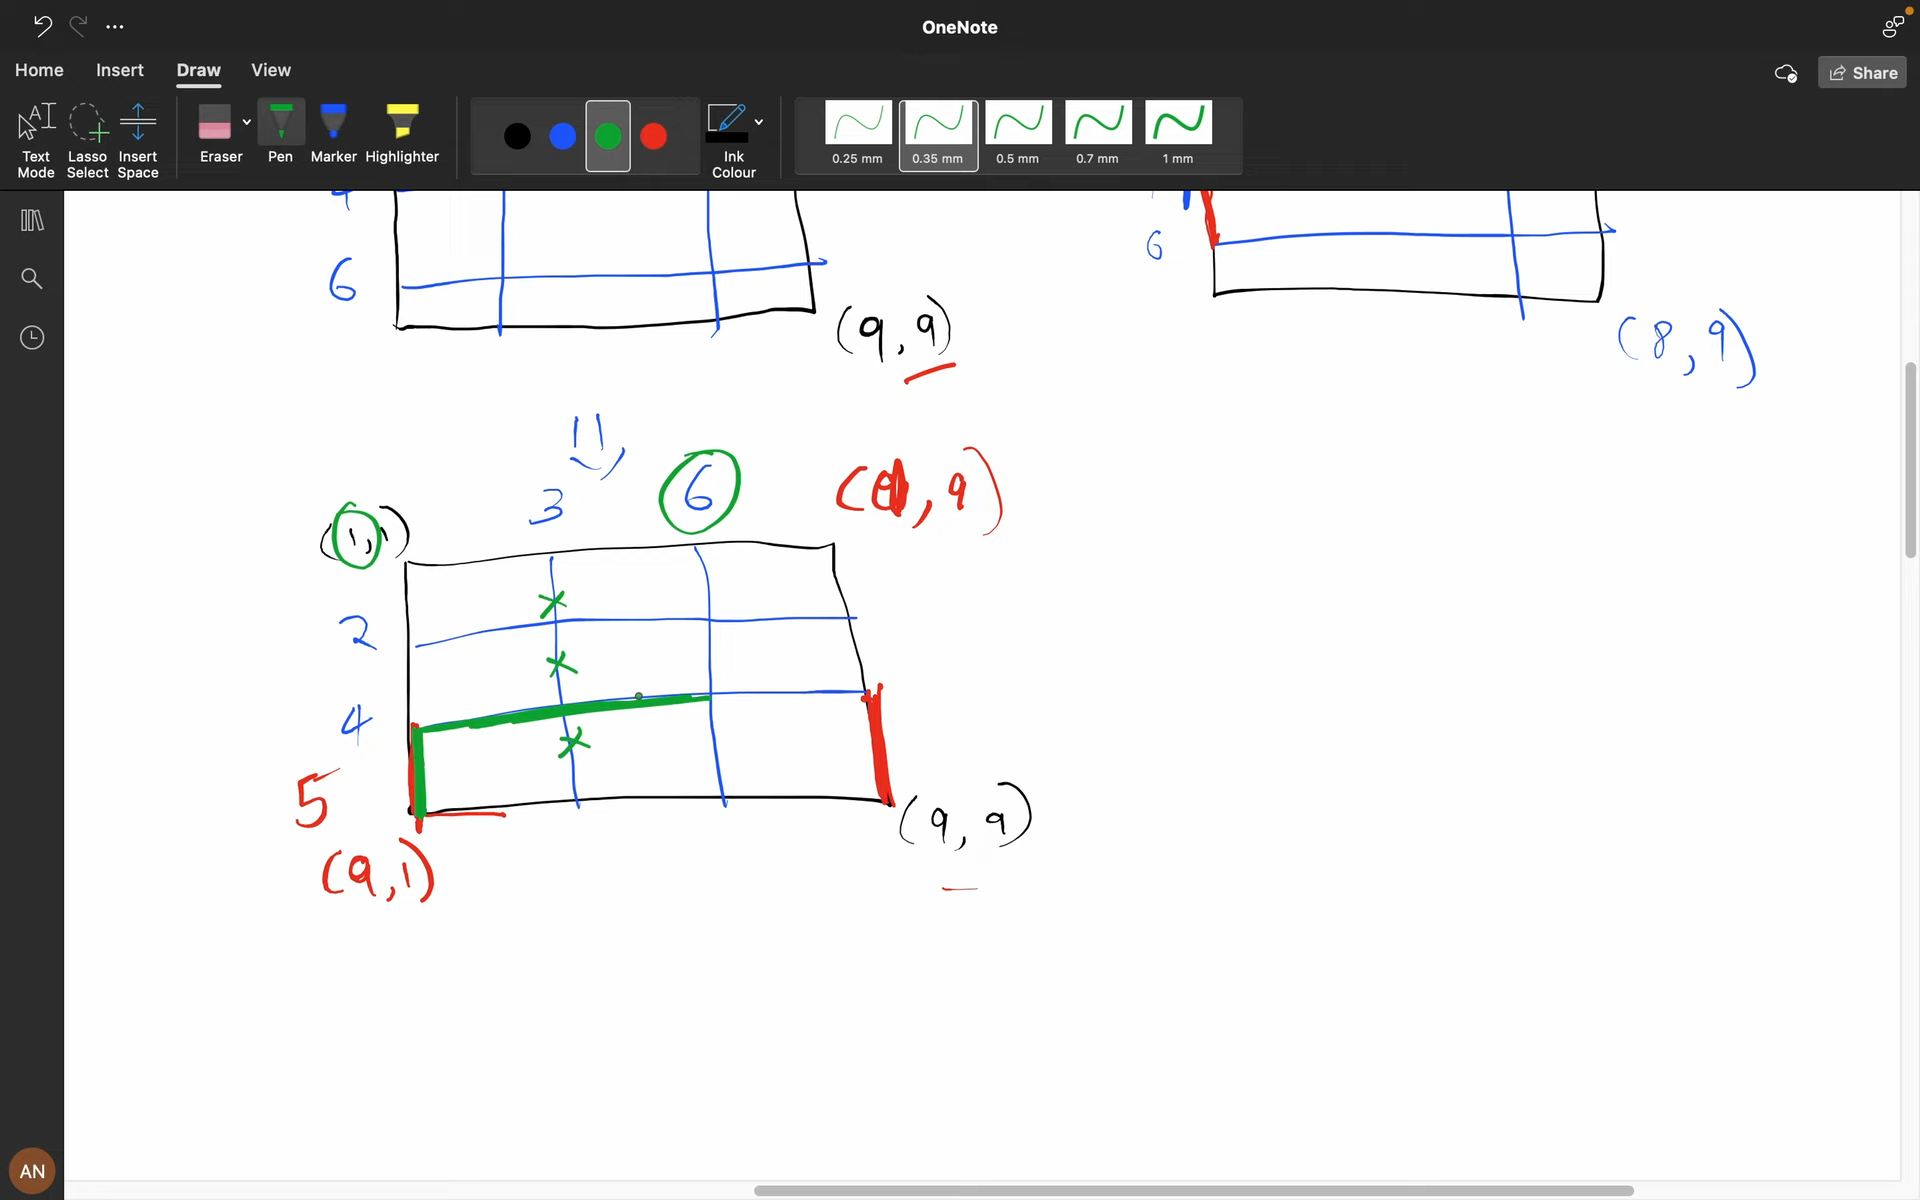 OneNote
Home Insert Draw View
Share
Text Mode
Lasso Select
Insert Space
Eraser
Pen
Marker
Highlighter
Ink Colour
0.25 mm
0.35 mm
0.5 mm
0.7 mm
1 mm
6
(9, 9)
6
(8, 9)
3 6
(1, 1)
2
4
5
(9, 9)
(9, 1)
AN